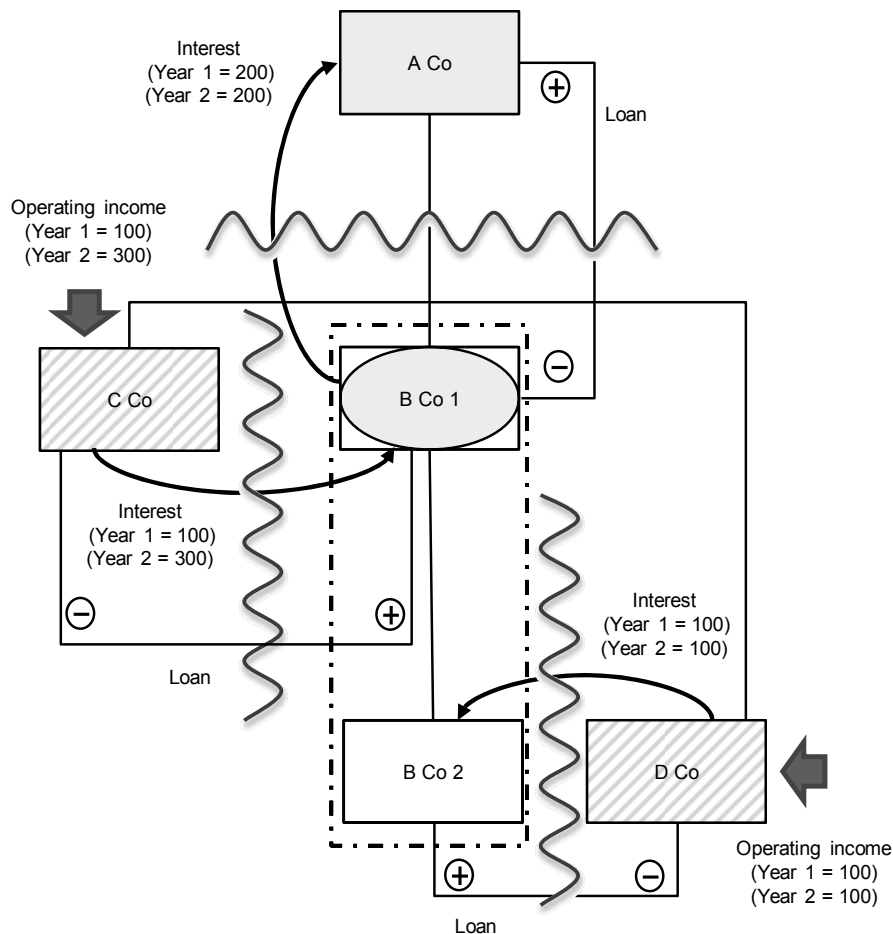 Interest
(Year 1 = 200)
(Year 2 = 200)
A Co
+
Loan
Operating income
(Year 1 = 100)
(Year 2 = 300)
C Co
B Co 1
−
Interest
(Year 1 = 100)
(Year 2 = 300)
−
+
Loan
Interest
(Year 1 = 100)
(Year 2 = 100)
B Co 2
D Co
+
−
Loan
Operating income
(Year 1 = 100)
(Year 2 = 100)